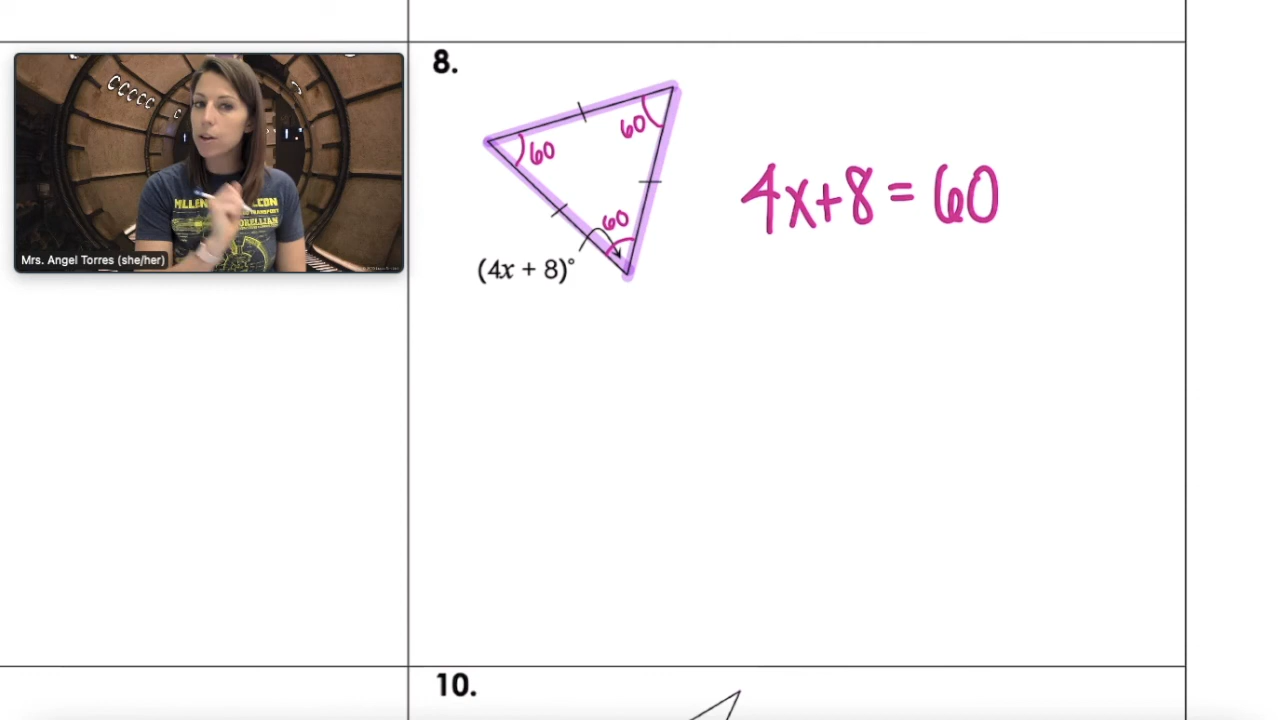 8.
60
60
60
(4x + 8)°
4x+8 = 60
Mrs. Angel Torres (she/her)
10.